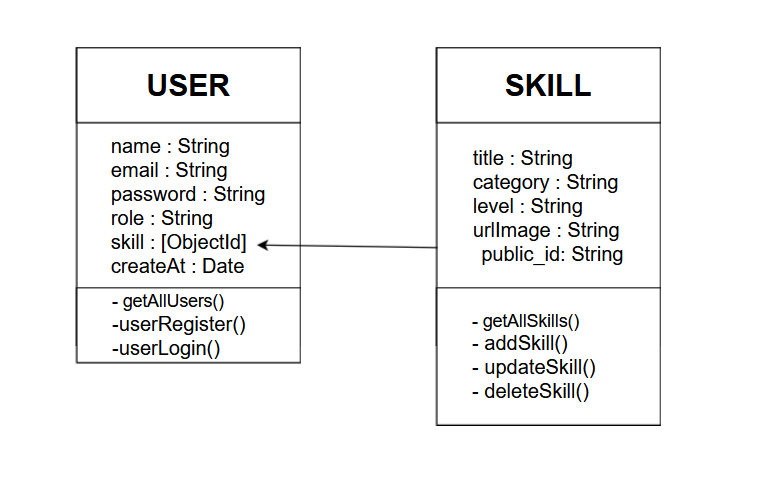 USER
name : String
email : String
password : String
role : String
skill : [ObjectId]
createAt : Date
- getAllUsers()
-userRegister()
-userLogin()
SKILL
title : String
category : String
level : String
urlImage : String
public_id: String
- getAllSkills()
- addSkill()
- updateSkill()
- deleteSkill()